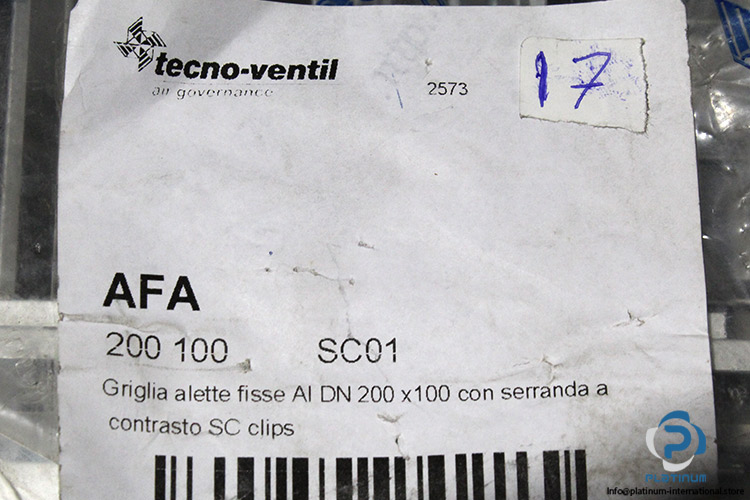 tecno-ventil
air governance
2573
17
AFA
200 100 SC01
Griglia alette fisse Al DN 200 x100 con serranda a
contrasto SC clips
PLATINUM
Info@platinum-international.store